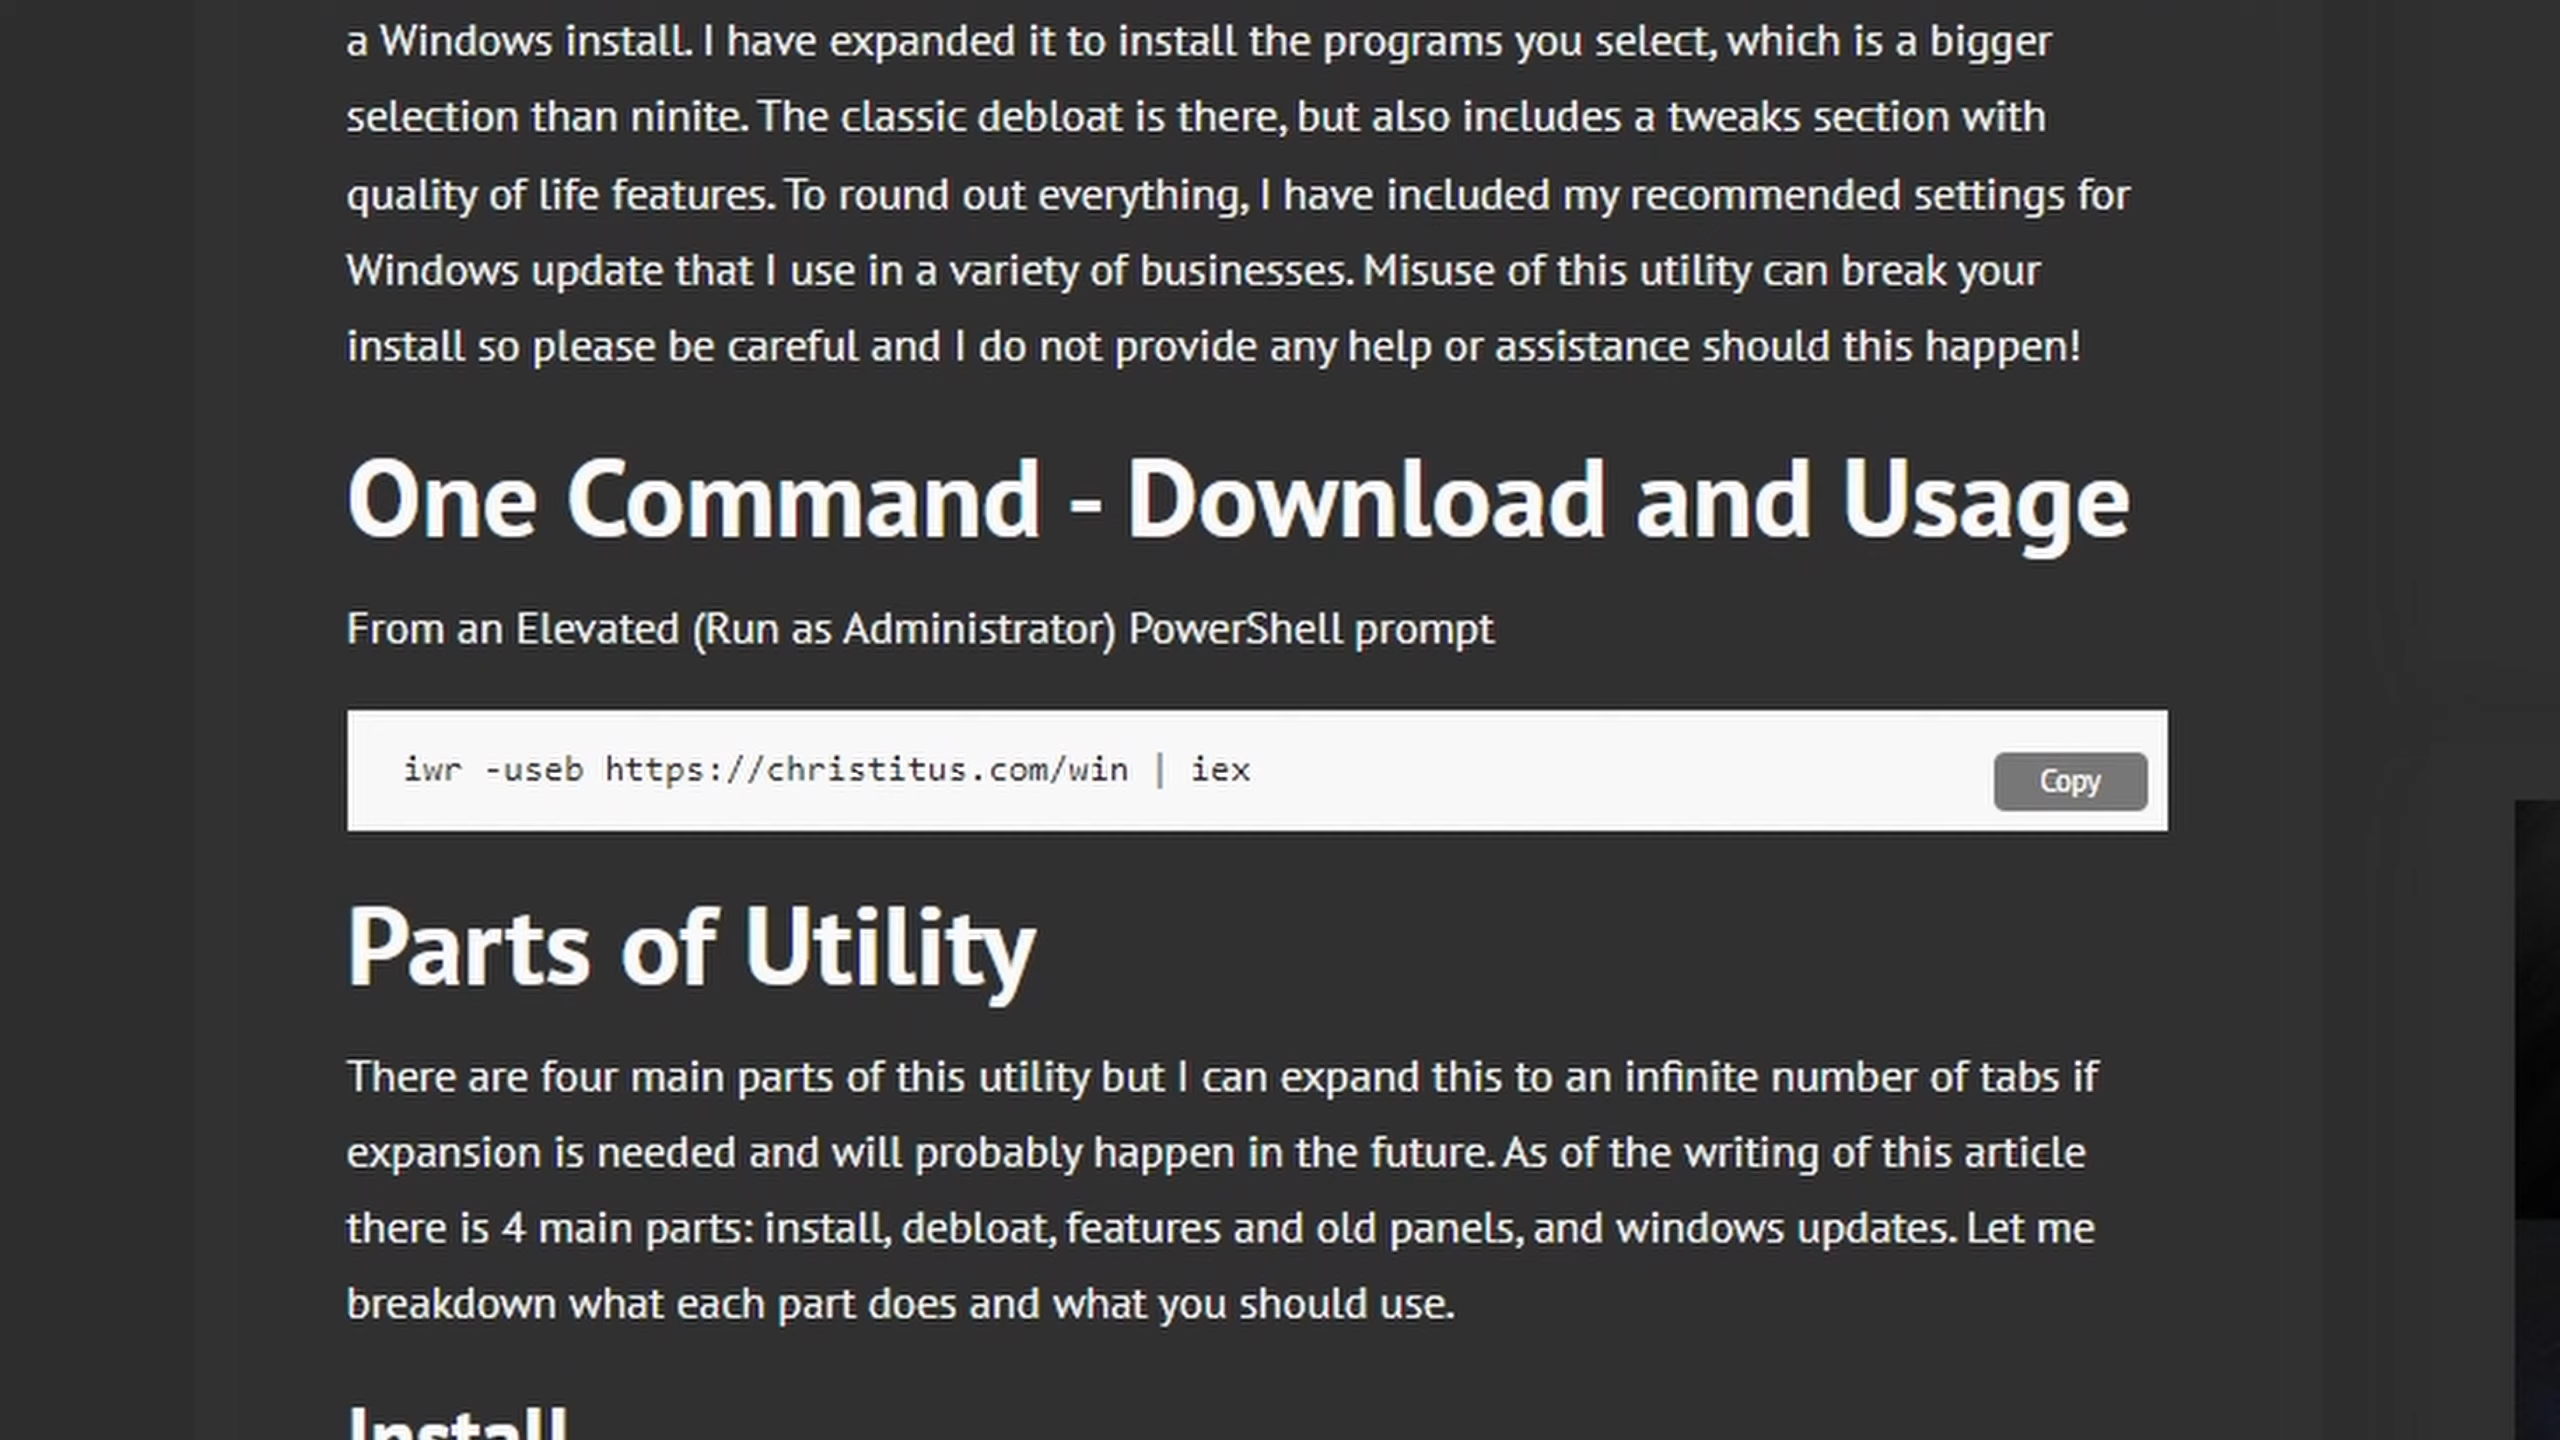 a Windows install. I have expanded it to install the programs you select, which is a bigger
selection than ninite. The classic debloat is there, but also includes a tweaks section with
quality of life features. To round out everything, I have included my recommended settings for
Windows update that I use in a variety of businesses. Misuse of this utility can break your
install so please be careful and I do not provide any help or assistance should this happen!
One Command - Download and Usage
From an Elevated (Run as Administrator) PowerShell prompt
iwr -useb https://christitus.com/win | iex
Copy
Parts of Utility
There are four main parts of this utility but I can expand this to an infinite number of tabs if
expansion is needed and will probably happen in the future. As of the writing of this article
there is 4 main parts: install, debloat, features and old panels, and windows updates. Let me
breakdown what each part does and what you should use.
Install